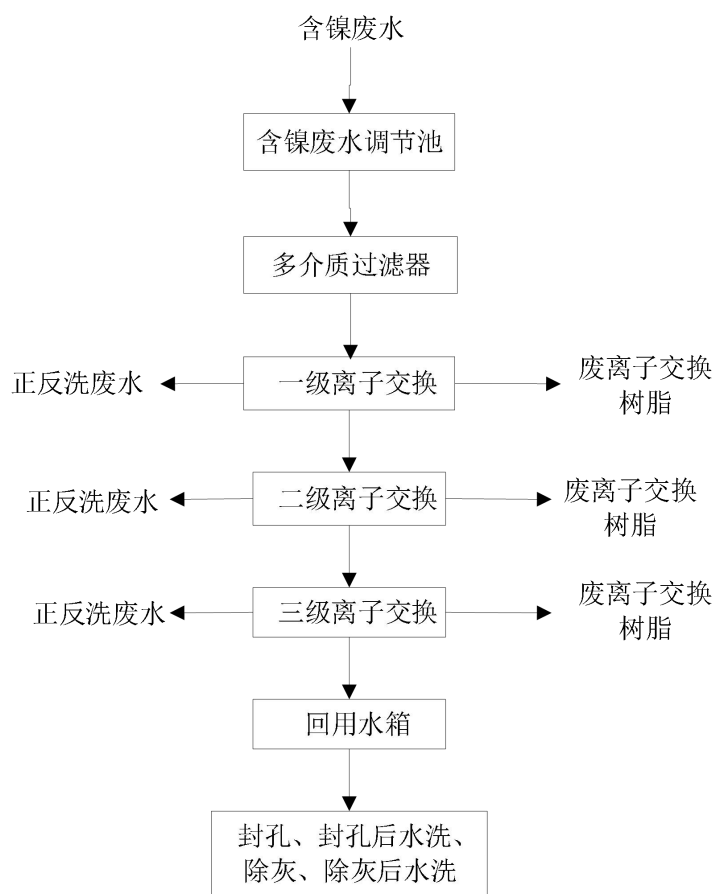 含镍废水
含镍废水调节池
多介质过滤器
正反洗废水
一级离子交换
废离子交换
树脂
正反洗废水
二级离子交换
废离子交换
树脂
正反洗废水
三级离子交换
废离子交换
树脂
回用水箱
封孔、封孔后水洗、
除灰、除灰后水洗